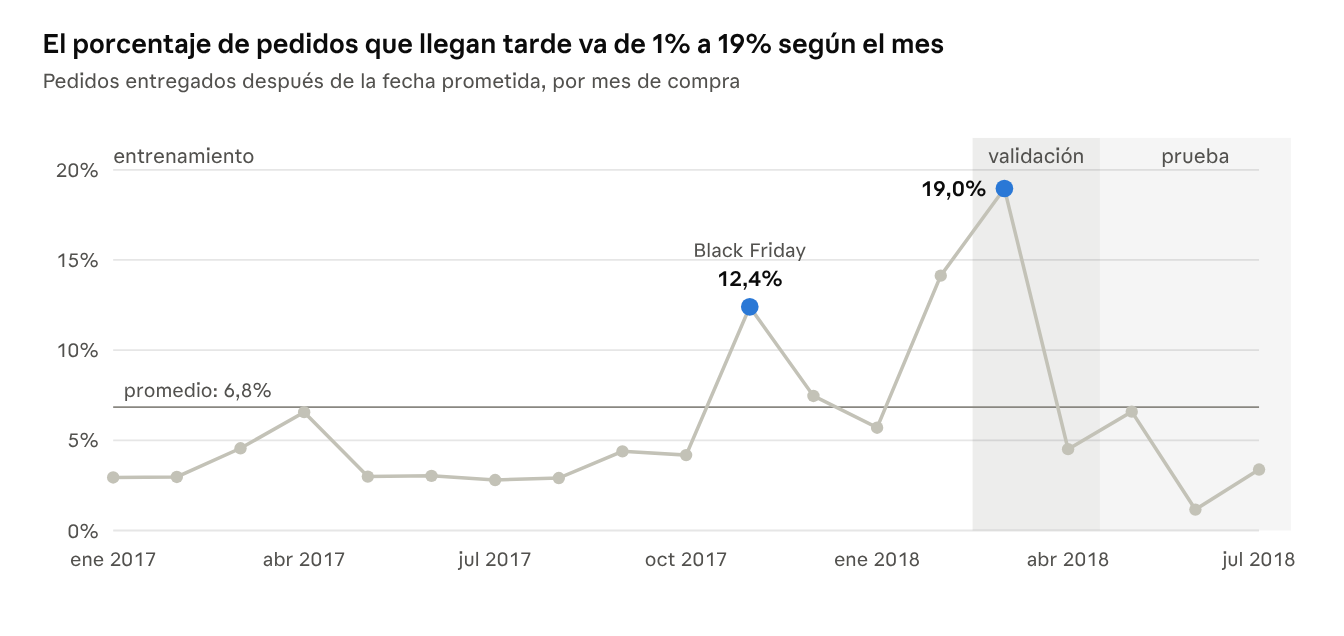 El porcentaje de pedidos que llegan tarde va de 1% a 19% según el mes
Pedidos entregados después de la fecha prometida, por mes de compra
entrenamiento
validación
prueba
20%
19,0%
15%
Black Friday
12,4%
10%
promedio: 6,8%
5%
0%
ene 2017
abr 2017
jul 2017
oct 2017
ene 2018
abr 2018
jul 2018